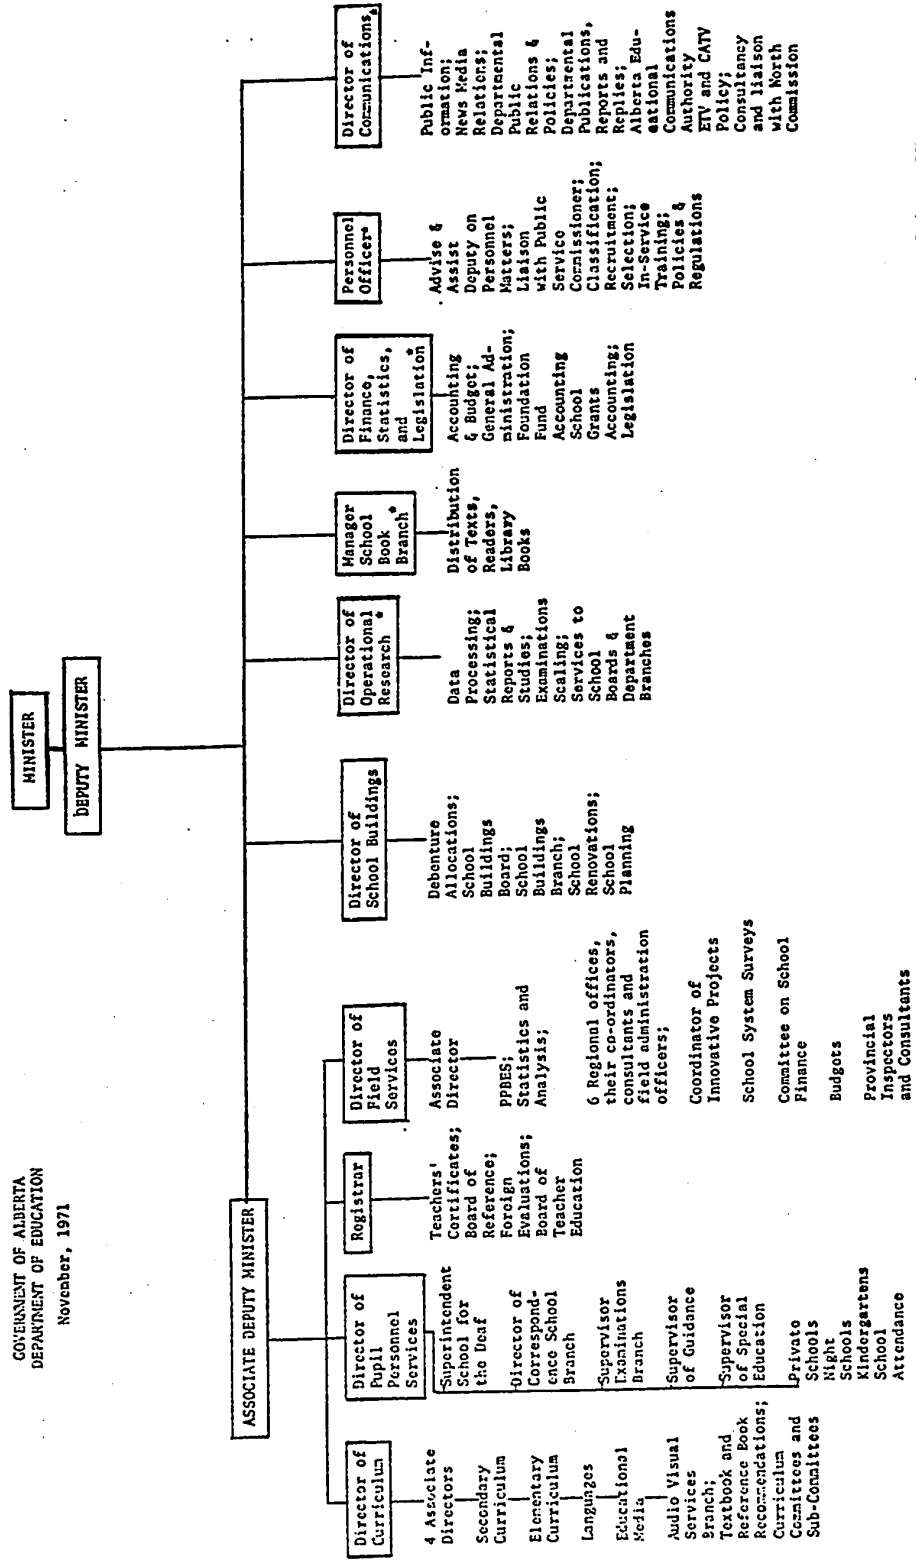 GOVERNMENT OF ALBERTA
DEPARTMENT OF EDUCATION
November, 1971
MINISTER
DEPUTY MINISTER
ASSOCIATE DEPUTY MINISTER
Director of
Curriculum
4 Associate
Directors
Secondary
Curriculum
Elementary
Curriculum
Languages
Educational
Media
Audio Visual
Services
Branch;
Textbook and
Reference Book
Recommendations;
Curriculum
Committees and
Sub-Committees
Director of
Pupil
Personnel
Services
Superintendent
School for
the Deaf
Director of
Correspond-
ence School
Branch
Supervisor
Examinations
Branch
Supervisor
of Guidance
Supervisor
of Special
Education
Private
Schools
Night
Schools
Kindergartens
School
Attendance
Registrar
Teachers'
Certificates;
Board of
Reference;
Foreign
Evaluations;
Board of
Teacher
Education
Director of
Field
Services
Associate
Director
PPBES;
Statistics and
Analysis;
6 Regional offices,
their co-ordinators,
consultants and
field administration
officers;
Coordinator of
Innovative Projects
School System Surveys
Committee on School
Finance
Budgets
Provincial
Inspectors
and Consultants
Director of
School Buildings
Debenture
Allocations;
School
Buildings
Board;
School
Buildings
Branch;
School
Renovations;
School
Planning
Director of
Operational
Research *
Data
Processing;
Statistical
Reports &
Studies;
Examinations
Scaling;
Services to
School
Boards &
Department
Branches
Manager
School
Book
Branch*
Distribution
of Texts,
Readers,
Library
Books
Director of
Finance,
Statistics,
and
Legislation*
Accounting
& Budget;
General Ad-
ministration;
Foundation
Fund
Accounting
School
Grants
Accounting;
Legislation
Personnel
Officer*
Advise &
Assist
Deputy on
Personnel
Matters;
Liaison
with Public
Service
Commissioner;
Classification;
Recruitment;
Selection;
In-Service
Training;
Policies &
Regulations
Director of
Communications*
Public Inf-
ormation;
News Media
Relations;
Departmental
Public
Relations &
Policies;
Departmental
Publications,
Reports and
Replies;
Alberta Edu-
cational
Communications
Authority
ETV and CATV
Policy;
Consultancy
and liaison
with Worth
Commission